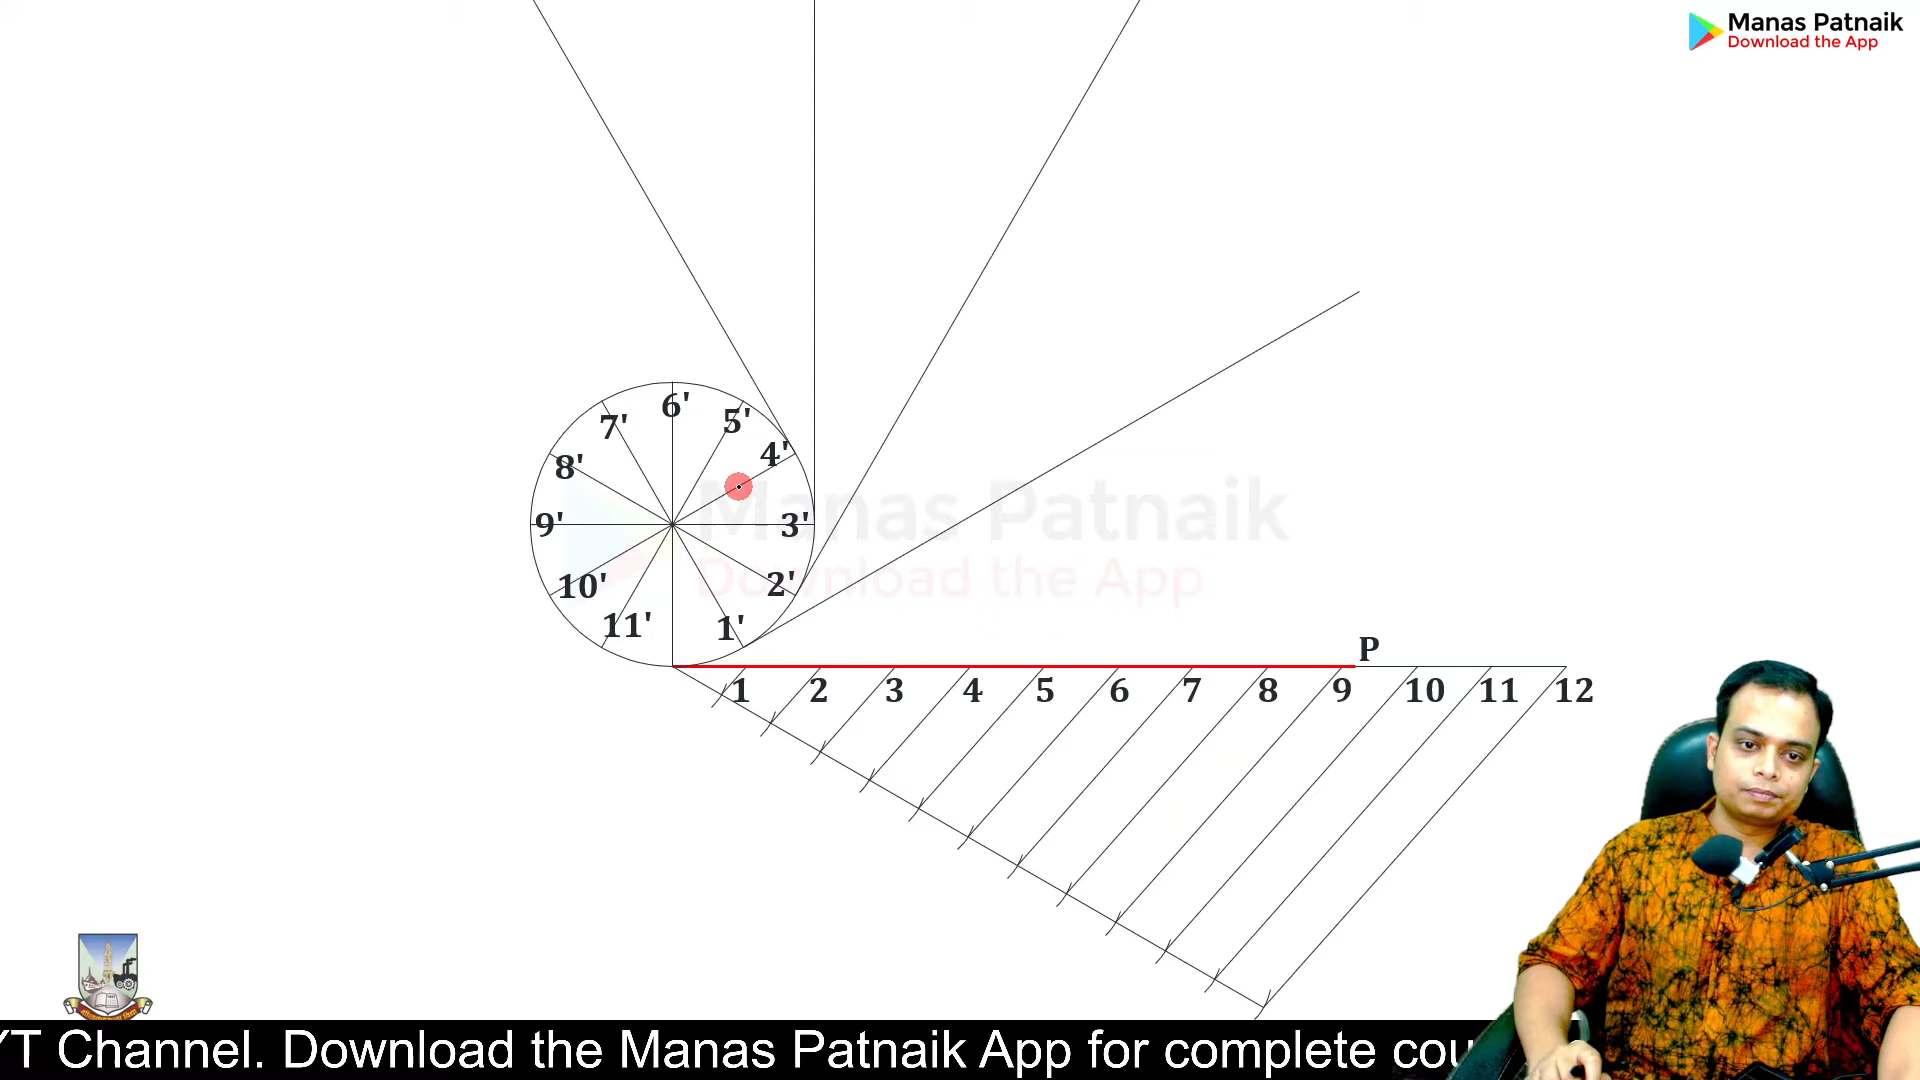 Manas Patnaik
Download the App
6'
7'
5'
4'
8'
9'
3'
Manas Patnaik
Download the App
10'
2'
11'
1'
P
1 2 3 4 5 6 7 8 9 10 11 12
YT Channel. Download the Manas Patnaik App for complete cou